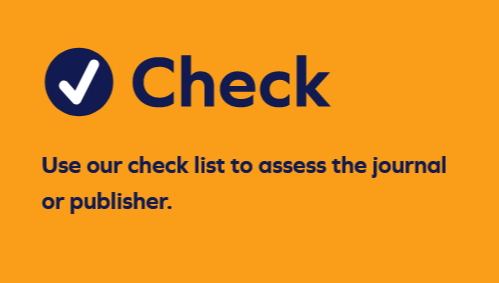 Check
Use our check list to assess the journal
or publisher.